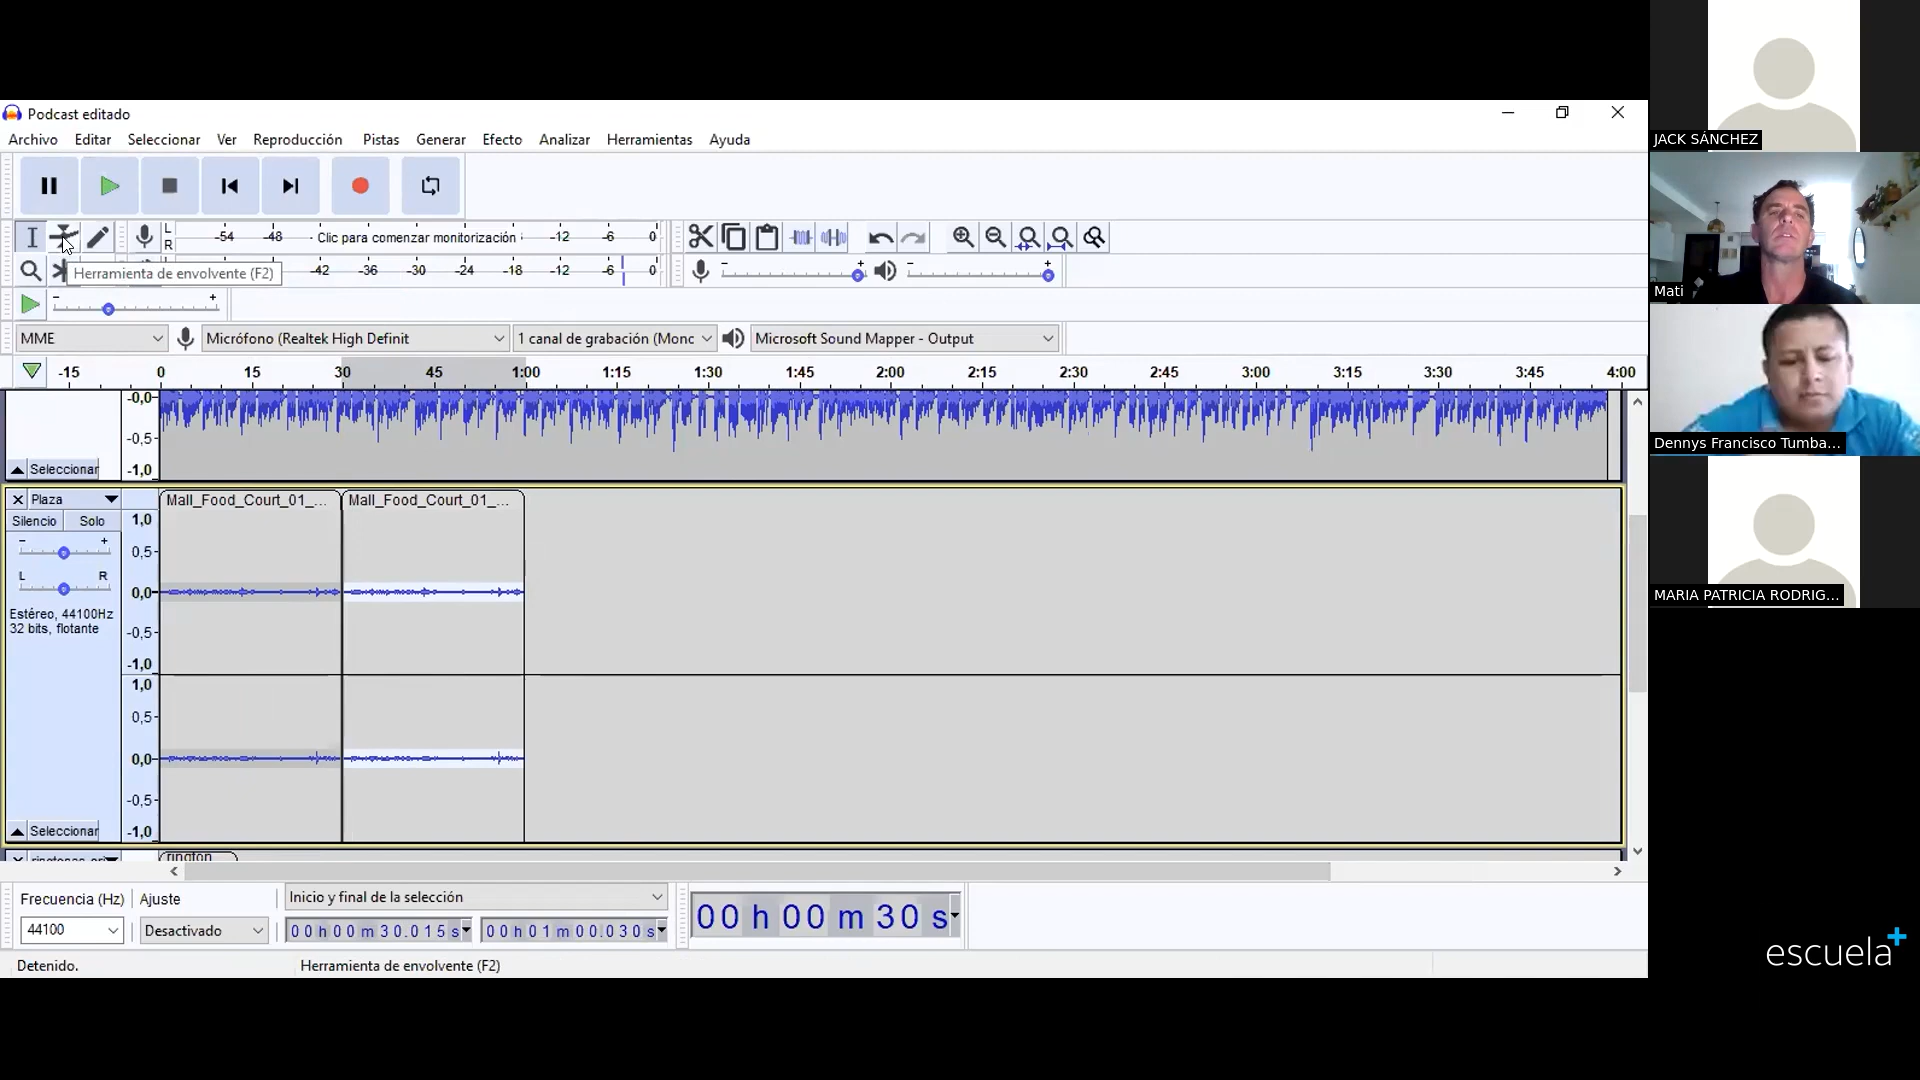 Podcast editado
Archivo Editar Seleccionar Ver Reproducción Pistas Generar Efecto Analizar Herramientas Ayuda
L
R
-54 -48 Clic para comenzar monitorización -12 -6 0
Herramienta de envolvente (F2)
-42 -36 -30 -24 -18 -12 -6 0
- +
- +
- +
MME
Micrófono (Realtek High Definit
1 canal de grabación (Monc
Microsoft Sound Mapper - Output
-15 0 15 30 45 1:00 1:15 1:30 1:45 2:00 2:15 2:30 2:45 3:00 3:15 3:30 3:45 4:00
-0,0-
-0,5-
-1,0
Seleccionar
Plaza
Silencio Solo
- +
L R
Estéreo, 44100Hz
32 bits, flotante
Seleccionar
Mall_Food_Court_01_...
Mall_Food_Court_01_...
1,0
0,5-
0,0-
-0,5-
-1,0
1,0
0,5-
0,0-
-0,5-
-1,0
rington
Frecuencia (Hz)
44100
Ajuste
Desactivado
Inicio y final de la selección
00 h 00 m 30.015 s
00 h 01 m 00.030 s
00 h 00 m 30 s
Detenido.
Herramienta de envolvente (F2)
JACK SÁNCHEZ
Mati
Dennys Francisco Tumba...
MARIA PATRICIA RODRIG...
escuela+